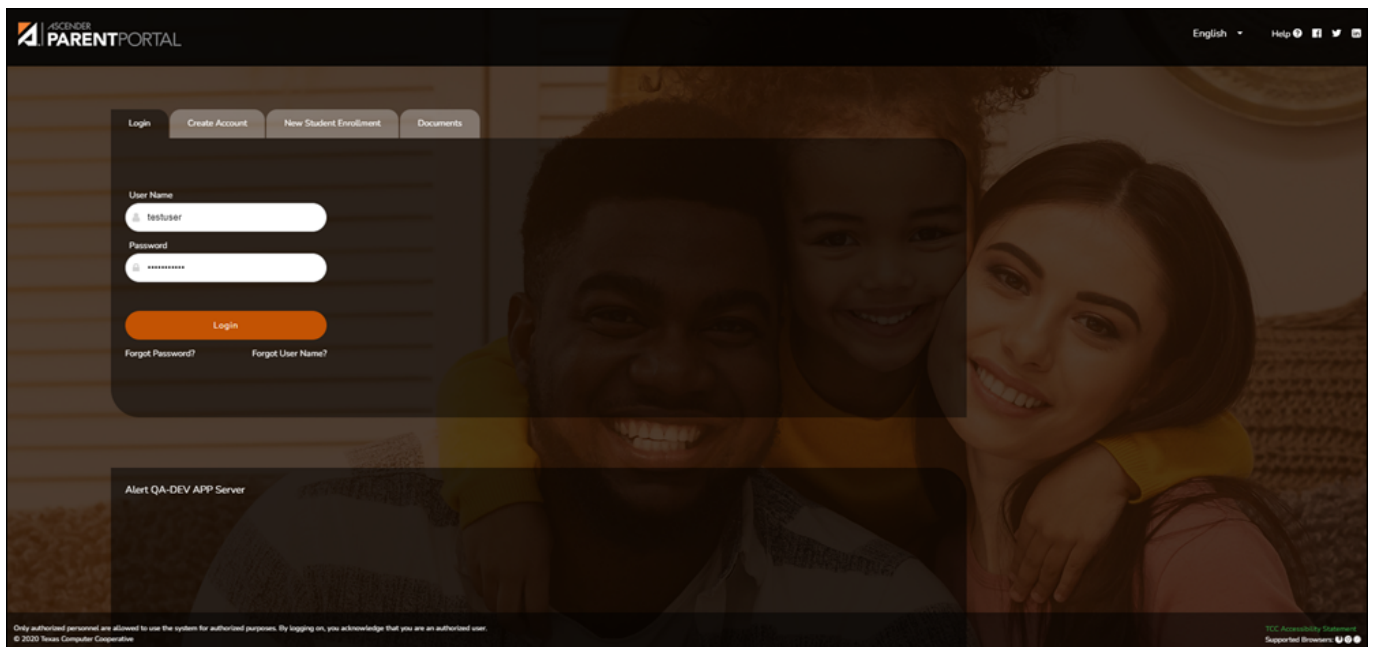 ASCENDER
PARENTPORTAL
English
Help
Login
Create Account
New Student Enrollment
Documents
User Name
testuser
Password
Login
Forgot Password?
Forgot User Name?
Alert QA-DEV APP Server
Only authorized personnel are allowed to use the system for authorized purposes. By logging on, you acknowledge that you are an authorized user.
© 2020 Texas Computer Cooperative
TCC Accessibility Statement
Supported Browsers: